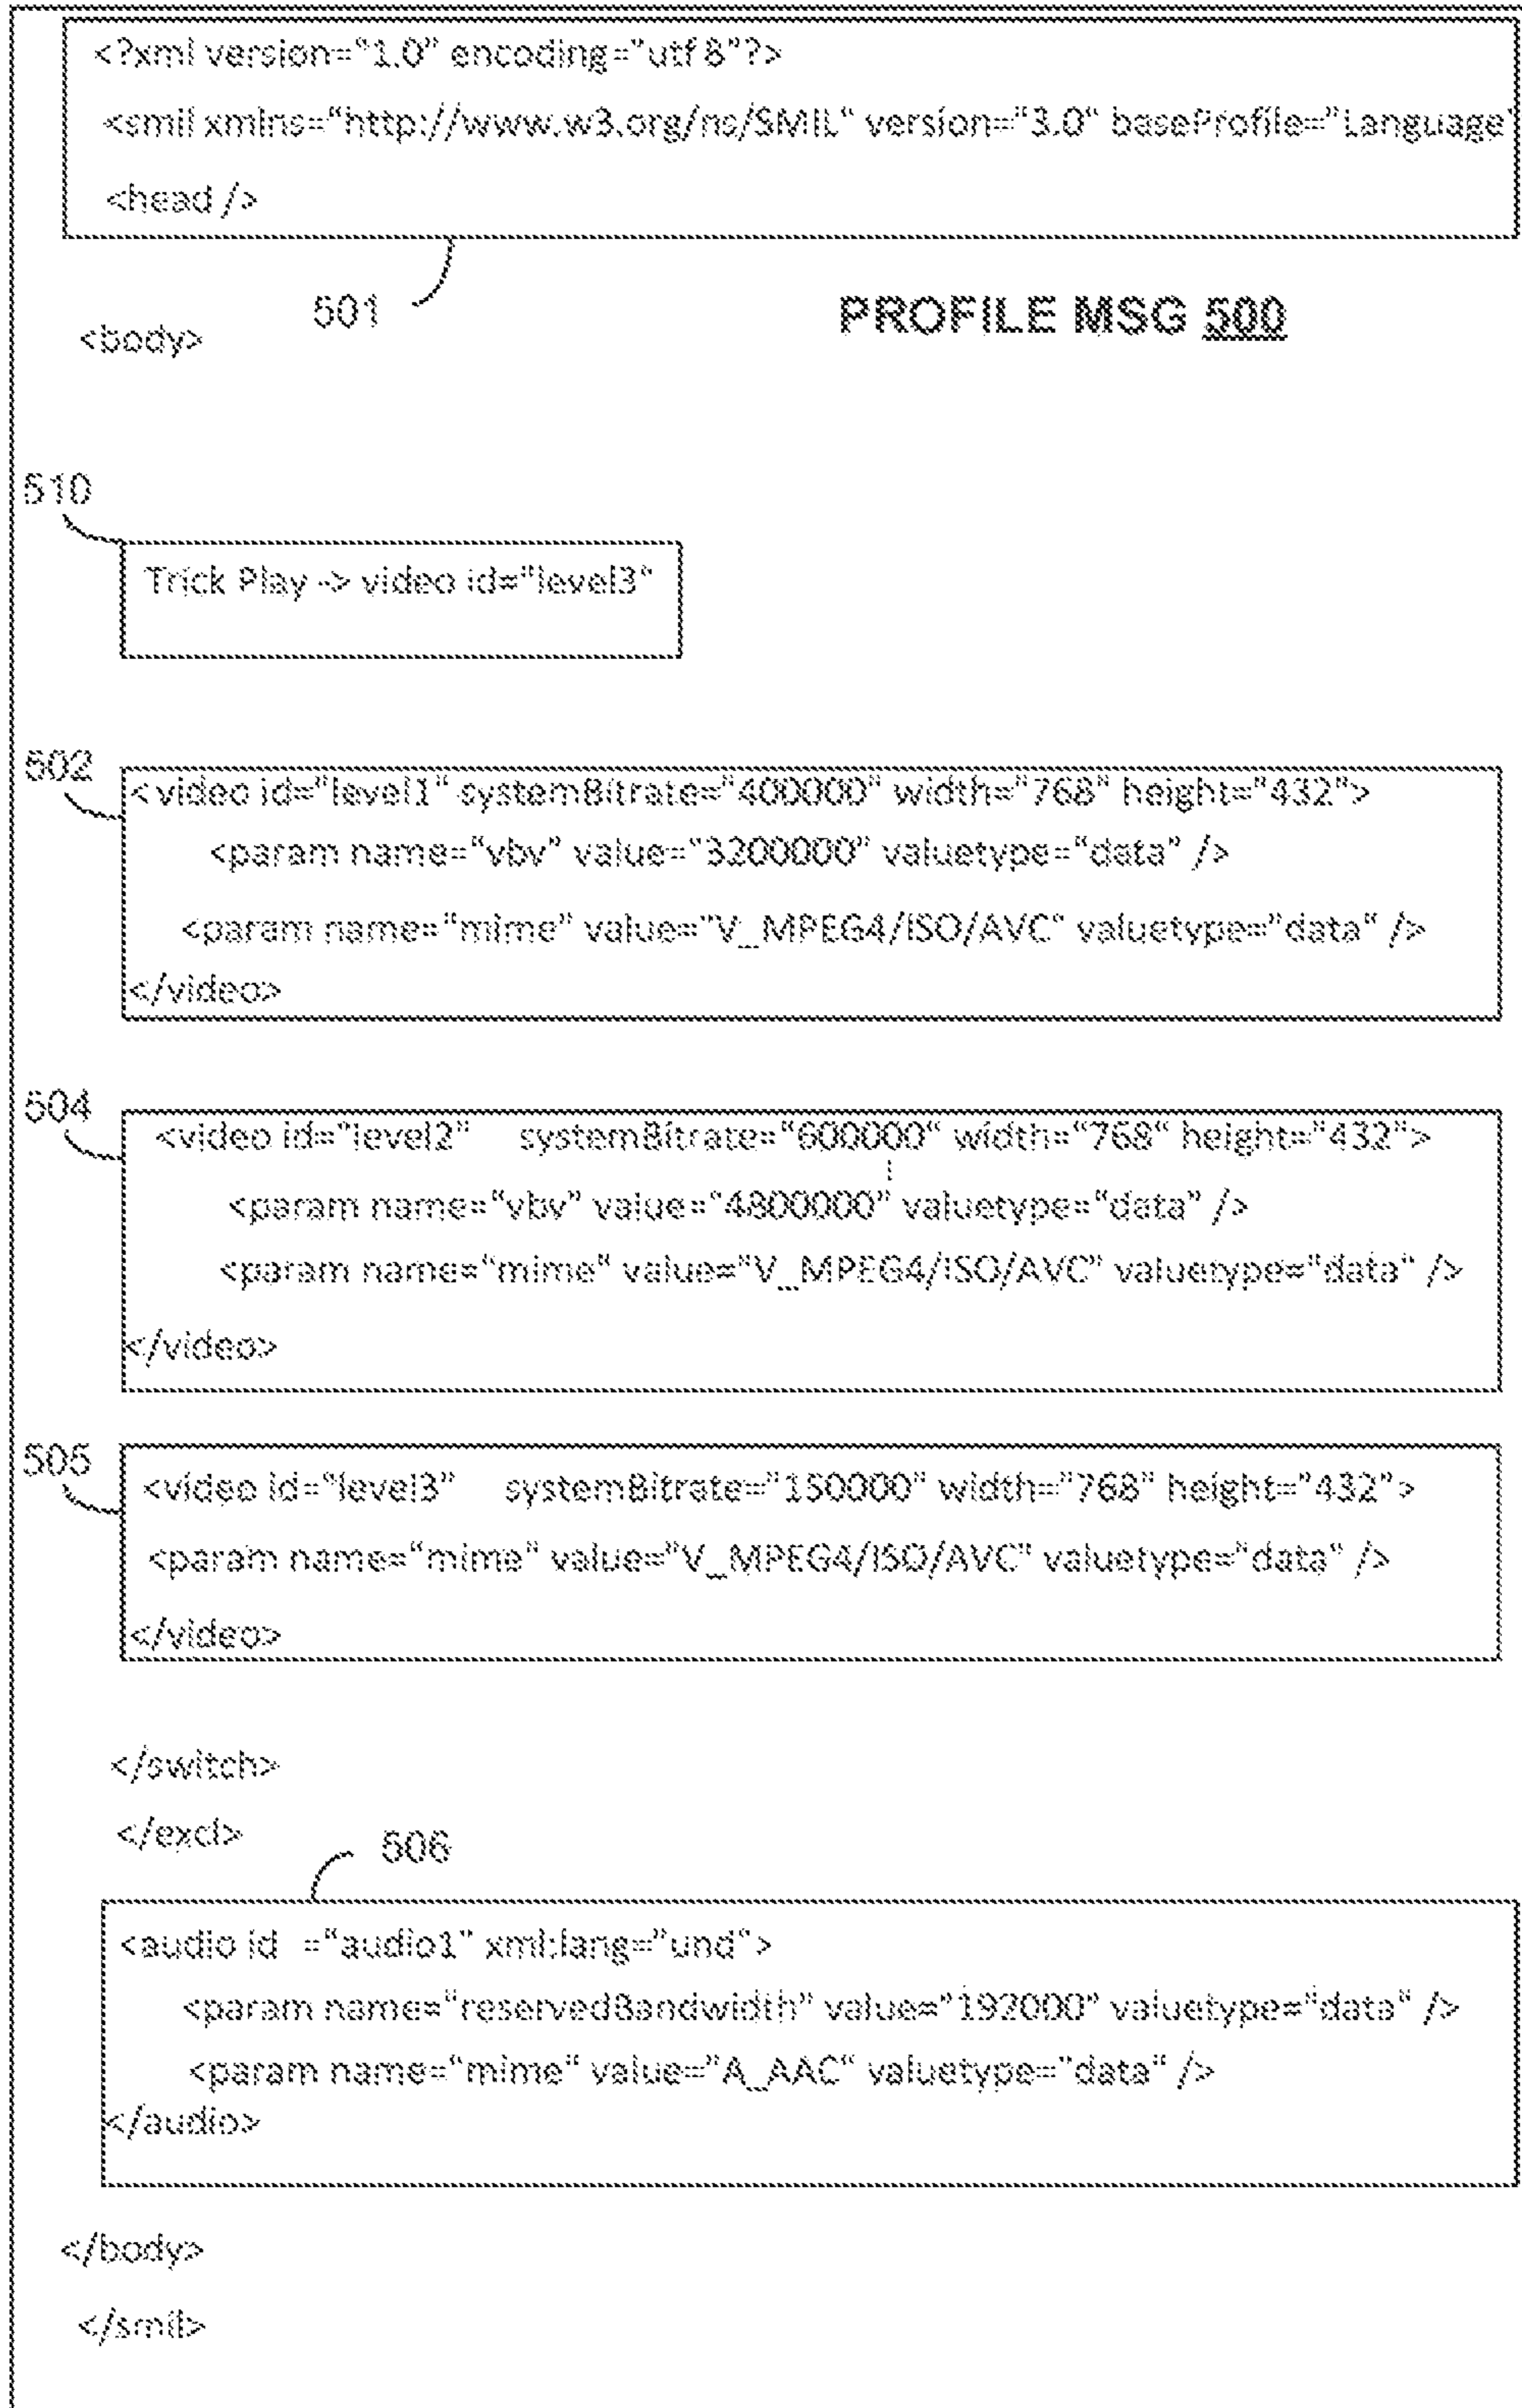 <?xml version="1.0" encoding="utf 8"?>
<smil xmlns="http://www.w3.org/ns/SMIL" version="3.0" baseProfile="Language"
<head />
501
PROFILE MSG 500
<body>
510
Trick Play -> video id="level3"
502
<video id="level1" systemBitrate="400000" width="768" height="432">
<param name="vbv" value="3200000" valuetype="data" />
<param name="mime" value="V_MPEG4/ISO/AVC" valuetype="data" />
</video>
504
<video id="level2" systemBitrate="600000" width="768" height="432">
<param name="vbv" value="4800000" valuetype="data" />
<param name="mime" value="V_MPEG4/ISO/AVC" valuetype="data" />
</video>
505
<video id="level3" systemBitrate="150000" width="768" height="432">
<param name="mime" value="V_MPEG4/ISO/AVC" valuetype="data" />
</video>
</switch>
</excl>
506
<audio id ="audio1" xml:lang="und">
<param name="reservedBandwidth" value="192000" valuetype="data" />
<param name="mime" value="A_AAC" valuetype="data" />
</audio>
</body>
</smil>